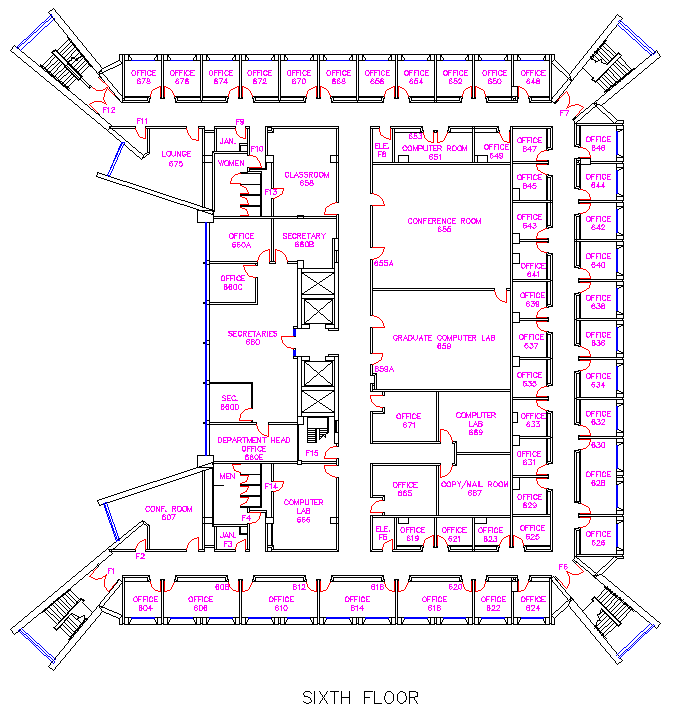 OFFICE 678
OFFICE 676
OFFICE 674
OFFICE 672
OFFICE 670
OFFICE 668
OFFICE 656
OFFICE 654
OFFICE 652
OFFICE 650
OFFICE 648
F12
F7
F11
F9
F10
JAN.
LOUNGE
675
WOMEN
CLASSROOM
658
F13
ELE.
F8
653
COMPUTER ROOM
651
OFFICE
649
OFFICE
647
OFFICE
646
OFFICE
645
OFFICE
644
OFFICE
643
OFFICE
642
CONFERENCE ROOM
655
OFFICE
660A
SECRETARY
660B
OFFICE
641
OFFICE
640
655A
OFFICE
660C
OFFICE
639
OFFICE
638
SECRETARIES
660
GRADUATE COMPUTER LAB
659
OFFICE
637
OFFICE
636
659A
OFFICE
635
OFFICE
634
SEC.
660D
OFFICE
671
COMPUTER
LAB
669
OFFICE
633
OFFICE
632
DEPARTMENT HEAD
OFFICE
660E
F15
OFFICE
631
630
MEN
F14
OFFICE
665
COPY/MAIL ROOM
667
OFFICE
629
OFFICE
628
CONF. ROOM
607
F4
COMPUTER
LAB
666
JAN.
F3
ELE.
F5
OFFICE
619
OFFICE
621
OFFICE
623
OFFICE
625
OFFICE
626
F2
F1
F6
608
612
616
620
OFFICE
604
OFFICE
606
OFFICE
610
OFFICE
614
OFFICE
618
OFFICE
622
OFFICE
624
SIXTH FLOOR